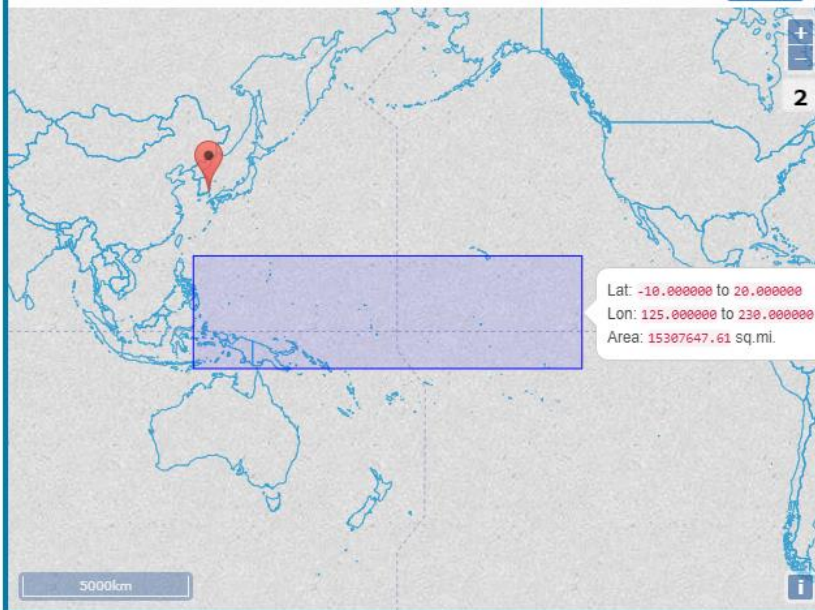 +
−
2
Lat: -10.000000 to 20.000000
Lon: 125.000000 to 230.000000
Area: 15307647.61 sq.mi.
5000km
i